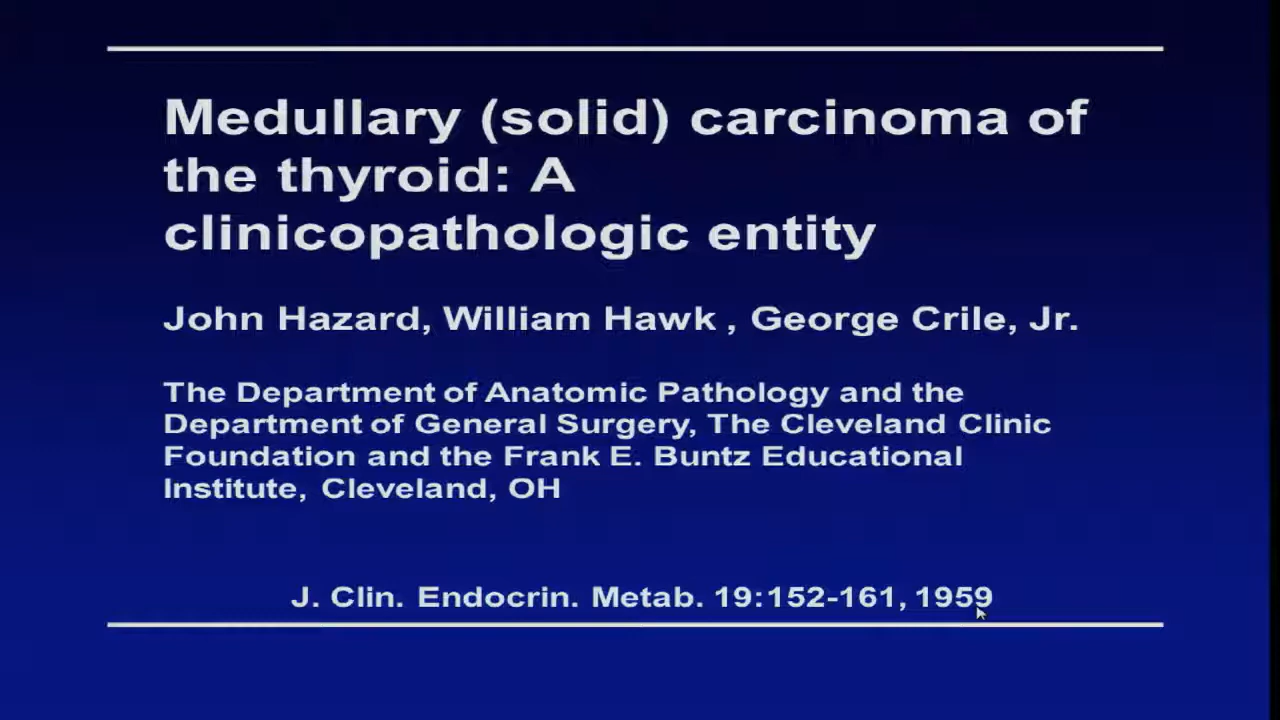 Medullary (solid) carcinoma of
the thyroid: A
clinicopathologic entity
John Hazard, William Hawk , George Crile, Jr.
The Department of Anatomic Pathology and the
Department of General Surgery, The Cleveland Clinic
Foundation and the Frank E. Buntz Educational
Institute, Cleveland, OH
J. Clin. Endocrin. Metab. 19:152-161, 1959